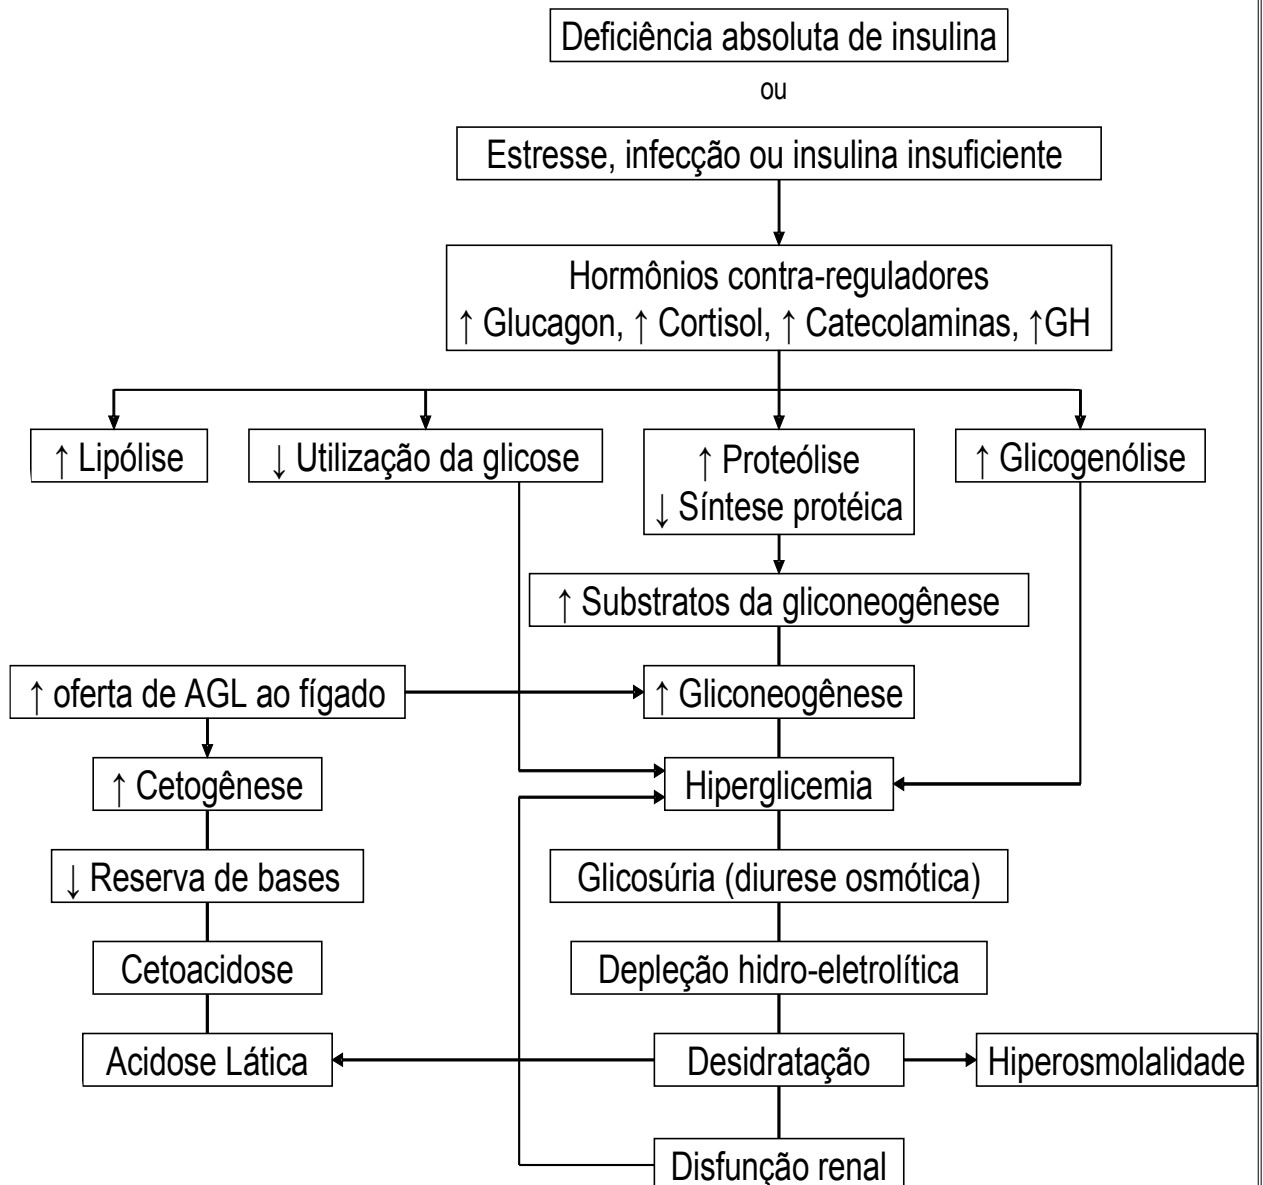 Deficiência absoluta de insulina
ou
Estresse, infecção ou insulina insuficiente
Hormônios contra-reguladores
↑ Glucagon, ↑ Cortisol, ↑ Catecolaminas, ↑GH
↑ Lipólise
↓ Utilização da glicose
↑ Proteólise
↓ Síntese protéica
↑ Glicogenólise
↑ Substratos da gliconeogênese
↑ oferta de AGL ao fígado
↑ Gliconeogênese
↑ Cetogênese
Hiperglicemia
↓ Reserva de bases
Glicosúria (diurese osmótica)
Cetoacidose
Depleção hidro-eletrolítica
Acidose Lática
Desidratação
Hiperosmolalidade
Disfunção renal